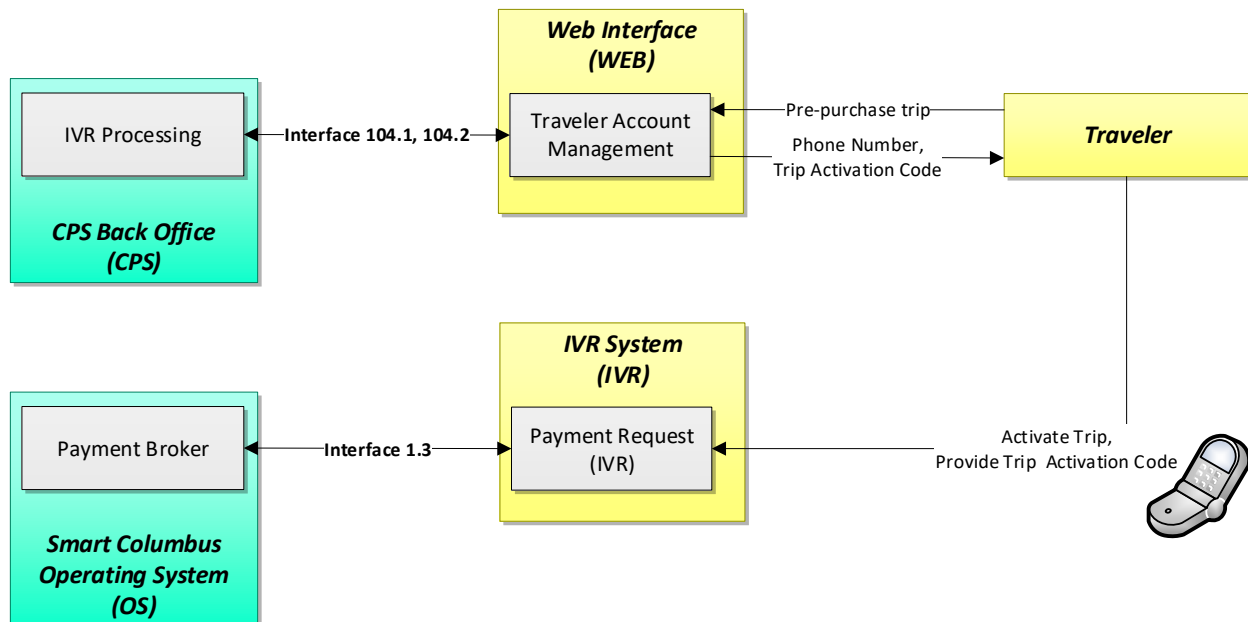 Web Interface
(WEB)
IVR Processing
Interface 104.1, 104.2
Traveler Account
Management
Pre-purchase trip
Phone Number,
Trip Activation Code
Traveler
CPS Back Office
(CPS)
IVR System
(IVR)
Payment Broker
Interface 1.3
Payment Request
(IVR)
Activate Trip,
Provide Trip Activation Code
Smart Columbus
Operating System
(OS)